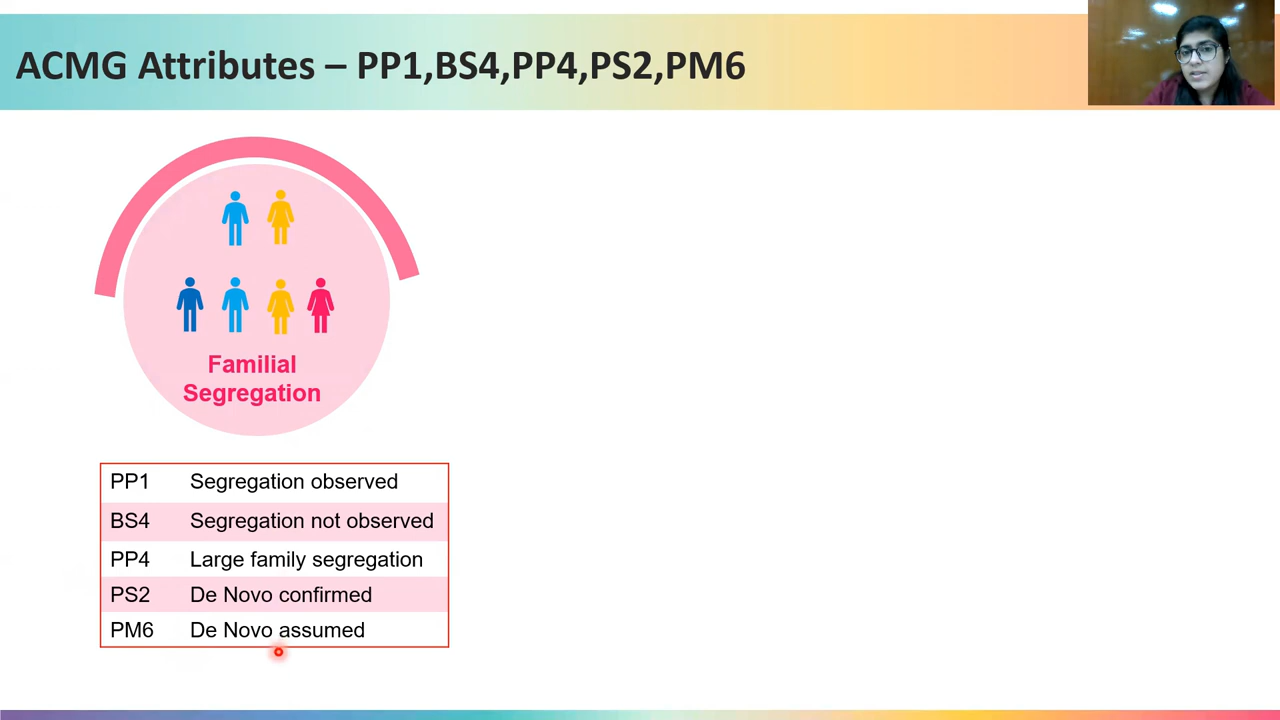 ACMG Attributes – PP1,BS4,PP4,PS2,PM6
Familial
Segregation
PP1 Segregation observed
BS4 Segregation not observed
PP4 Large family segregation
PS2 De Novo confirmed
PM6 De Novo assumed